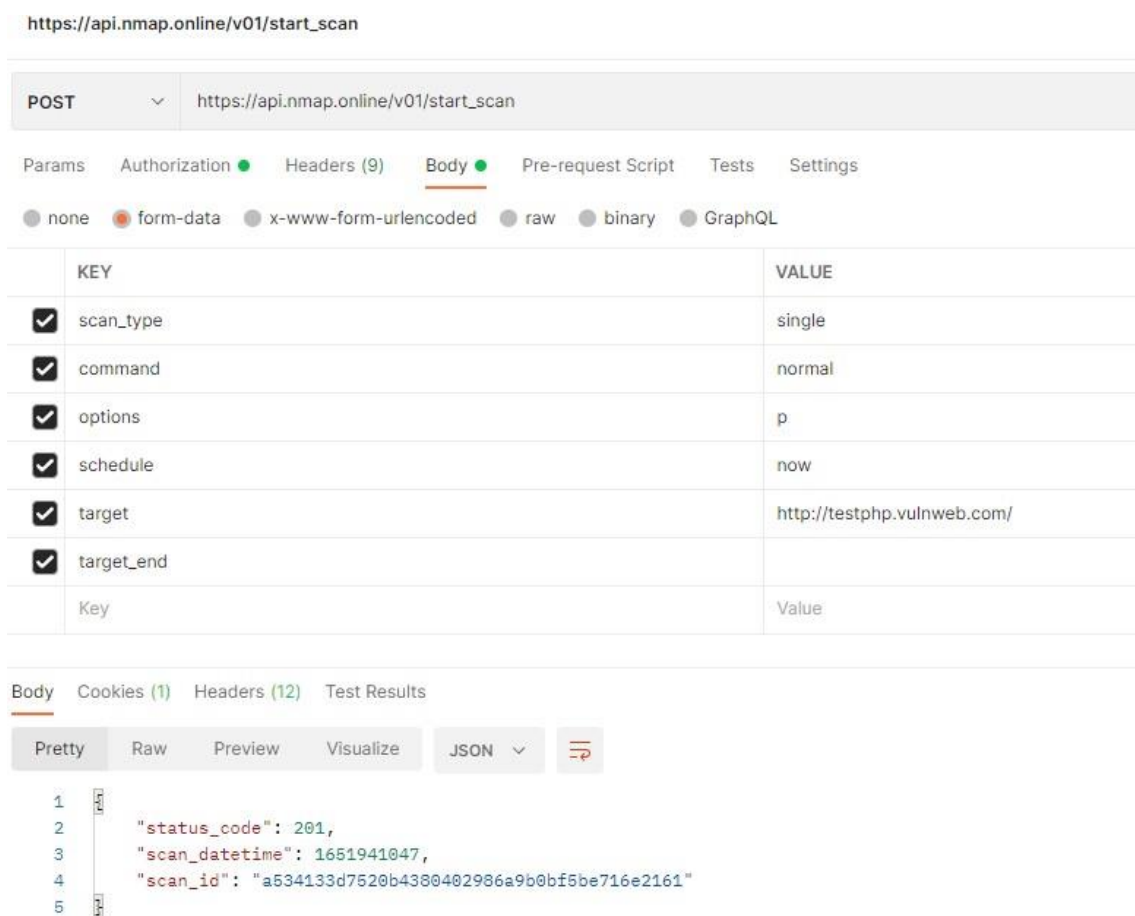 https://api.nmap.online/v01/start_scan
POST https://api.nmap.online/v01/start_scan
Params Authorization Headers (9) Body Pre-request Script Tests Settings
none form-data x-www-form-urlencoded raw binary GraphQL
KEY VALUE
scan_type single
command normal
options p
schedule now
target http://testphp.vulnweb.com/
target_end
Key Value
Body Cookies (1) Headers (12) Test Results
Pretty Raw Preview Visualize JSON
1 {
2 "status_code": 201,
3 "scan_datetime": 1651941047,
4 "scan_id": "a534133d7520b4380402986a9b0bf5be716e2161"
5 }